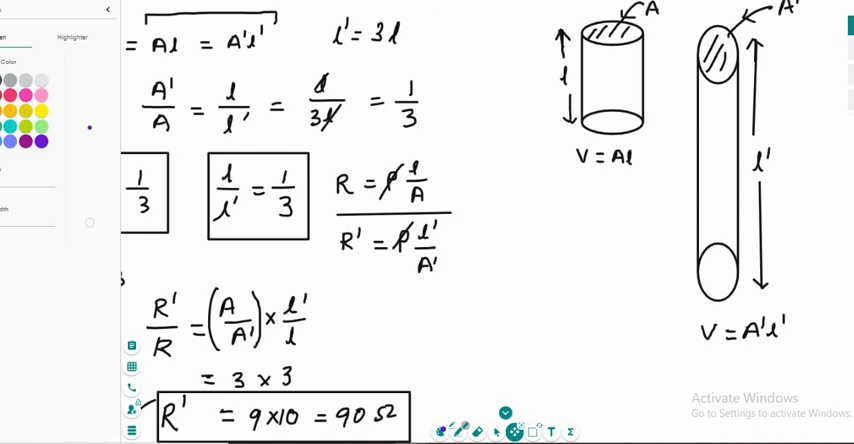 Highlighter
Color
= Al = A'l'
l' = 3l
A'/A = l/l' = l/3l = 1/3
1/3
l/l' = 1/3
R = ρ l/A
R' = ρ l'/A'
R'/R = (A/A') × l'/l
= 3 × 3
R' = 9×10 = 90 Ω
A
l
V = Al
A'
l'
V = A'l'
T
Σ
Activate Windows
Go to Settings to activate Windows.